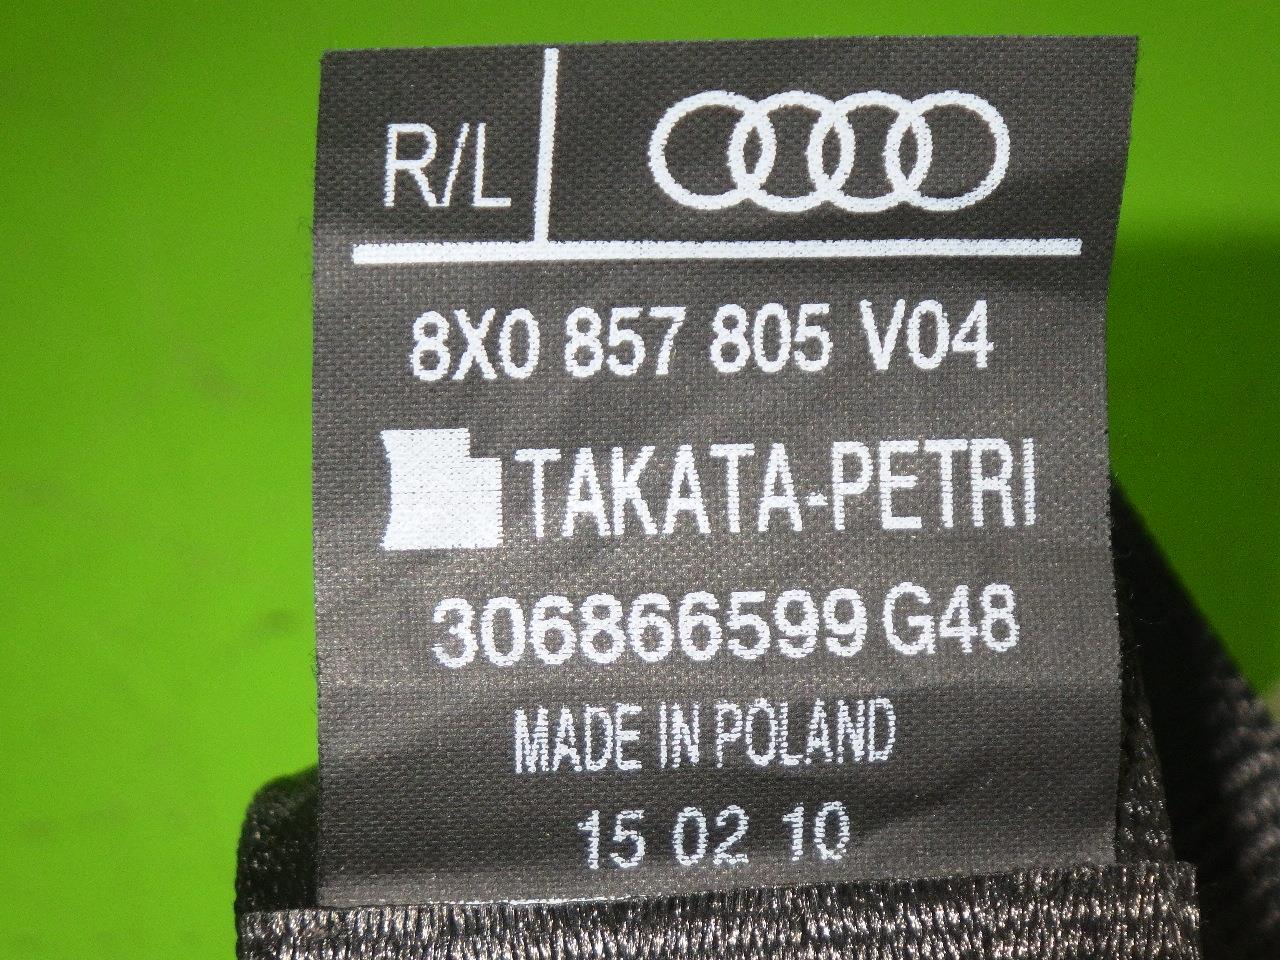 R/L
8X0 857 805 V04
TAKATA-PETRI
306866599 G48
MADE IN POLAND
15 02 10